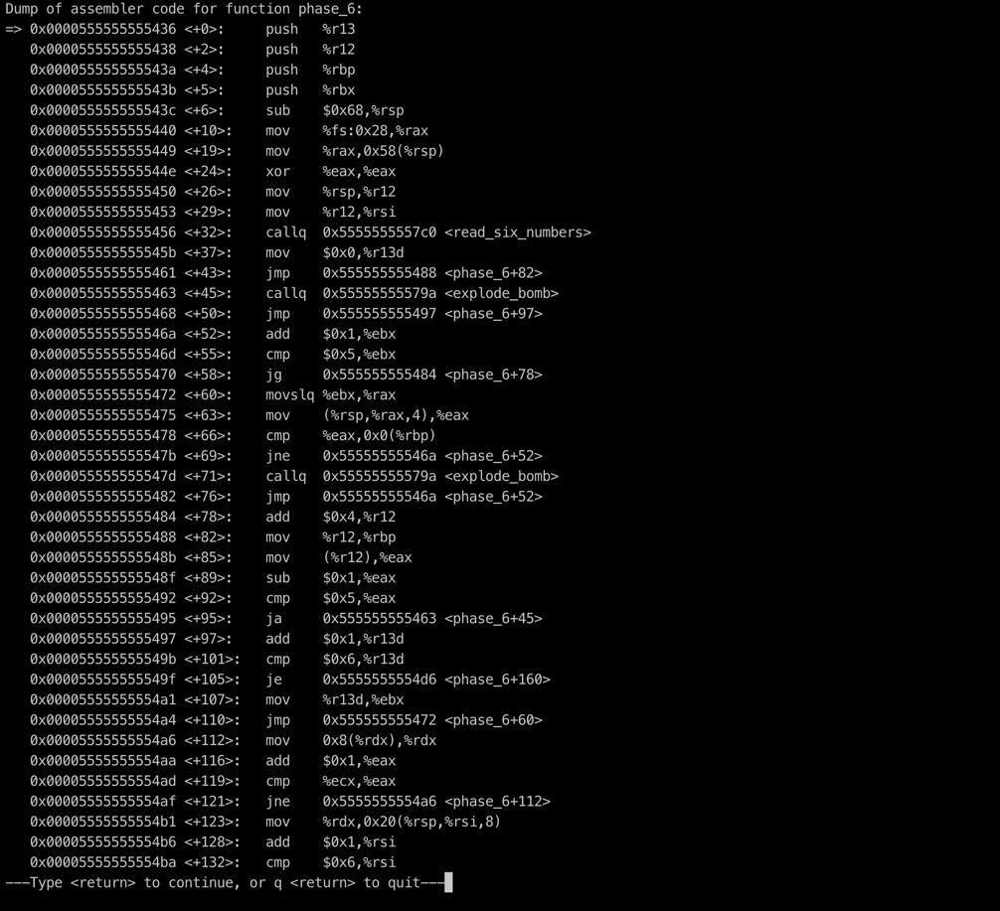 Dump of assembler code for function phase_6:
=> 0x0000555555555436 <+0>:     push   %r13
   0x0000555555555438 <+2>:     push   %r12
   0x000055555555543a <+4>:     push   %rbp
   0x000055555555543b <+5>:     push   %rbx
   0x000055555555543c <+6>:     sub    $0x68,%rsp
   0x0000555555555440 <+10>:    mov    %fs:0x28,%rax
   0x0000555555555449 <+19>:    mov    %rax,0x58(%rsp)
   0x000055555555544e <+24>:    xor    %eax,%eax
   0x0000555555555450 <+26>:    mov    %rsp,%r12
   0x0000555555555453 <+29>:    mov    %r12,%rsi
   0x0000555555555456 <+32>:    callq  0x5555555557c0 <read_six_numbers>
   0x000055555555545b <+37>:    mov    $0x0,%r13d
   0x0000555555555461 <+43>:    jmp    0x555555555488 <phase_6+82>
   0x0000555555555463 <+45>:    callq  0x55555555579a <explode_bomb>
   0x0000555555555468 <+50>:    jmp    0x555555555497 <phase_6+97>
   0x000055555555546a <+52>:    add    $0x1,%ebx
   0x000055555555546d <+55>:    cmp    $0x5,%ebx
   0x0000555555555470 <+58>:    jg     0x555555555484 <phase_6+78>
   0x0000555555555472 <+60>:    movslq %ebx,%rax
   0x0000555555555475 <+63>:    mov    (%rsp,%rax,4),%eax
   0x0000555555555478 <+66>:    cmp    %eax,0x0(%rbp)
   0x000055555555547b <+69>:    jne    0x55555555546a <phase_6+52>
   0x000055555555547d <+71>:    callq  0x55555555579a <explode_bomb>
   0x0000555555555482 <+76>:    jmp    0x55555555546a <phase_6+52>
   0x0000555555555484 <+78>:    add    $0x4,%r12
   0x0000555555555488 <+82>:    mov    %r12,%rbp
   0x000055555555548b <+85>:    mov    (%r12),%eax
   0x000055555555548f <+89>:    sub    $0x1,%eax
   0x0000555555555492 <+92>:    cmp    $0x5,%eax
   0x0000555555555495 <+95>:    ja     0x555555555463 <phase_6+45>
   0x0000555555555497 <+97>:    add    $0x1,%r13d
   0x000055555555549b <+101>:   cmp    $0x6,%r13d
   0x000055555555549f <+105>:   je     0x5555555554d6 <phase_6+160>
   0x00005555555554a1 <+107>:   mov    %r13d,%ebx
   0x00005555555554a4 <+110>:   jmp    0x555555555472 <phase_6+60>
   0x00005555555554a6 <+112>:   mov    0x8(%rdx),%rdx
   0x00005555555554aa <+116>:   add    $0x1,%eax
   0x00005555555554ad <+119>:   cmp    %ecx,%eax
   0x00005555555554af <+121>:   jne    0x5555555554a6 <phase_6+112>
   0x00005555555554b1 <+123>:   mov    %rdx,0x20(%rsp,%rsi,8)
   0x00005555555554b6 <+128>:   add    $0x1,%rsi
   0x00005555555554ba <+132>:   cmp    $0x6,%rsi
---Type <return> to continue, or q <return> to quit---